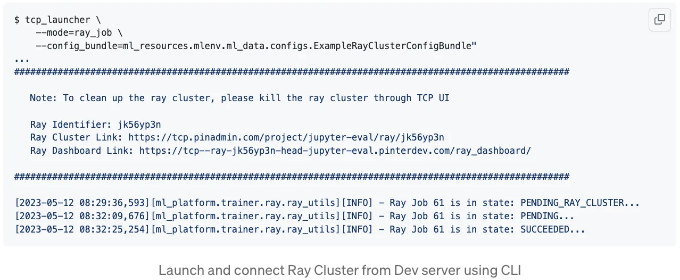 $ tcp_launcher \
--mode=ray_job \
--config_bundle=ml_resources.mlenv.ml_data.configs.ExampleRayClusterConfigBundle"
...
####################################################################################################
Note: To clean up the ray cluster, please kill the ray cluster through TCP UI
Ray Identifier: jk56yp3n
Ray Cluster Link: https://tcp.pinadmin.com/project/jupyter-eval/ray/jk56yp3n
Ray Dashboard Link: https://tcp--ray-jk56yp3n-head-jupyter-eval.pinterdev.com/ray_dashboard/
####################################################################################################
[2023-05-12 08:29:36,593][ml_platform.trainer.ray.ray_utils][INFO] - Ray Job 61 is in state: PENDING_RAY_CLUSTER...
[2023-05-12 08:32:09,676][ml_platform.trainer.ray.ray_utils][INFO] - Ray Job 61 is in state: PENDING...
[2023-05-12 08:32:25,254][ml_platform.trainer.ray.ray_utils][INFO] - Ray Job 61 is in state: SUCCEEDED...
Launch and connect Ray Cluster from Dev server using CLI